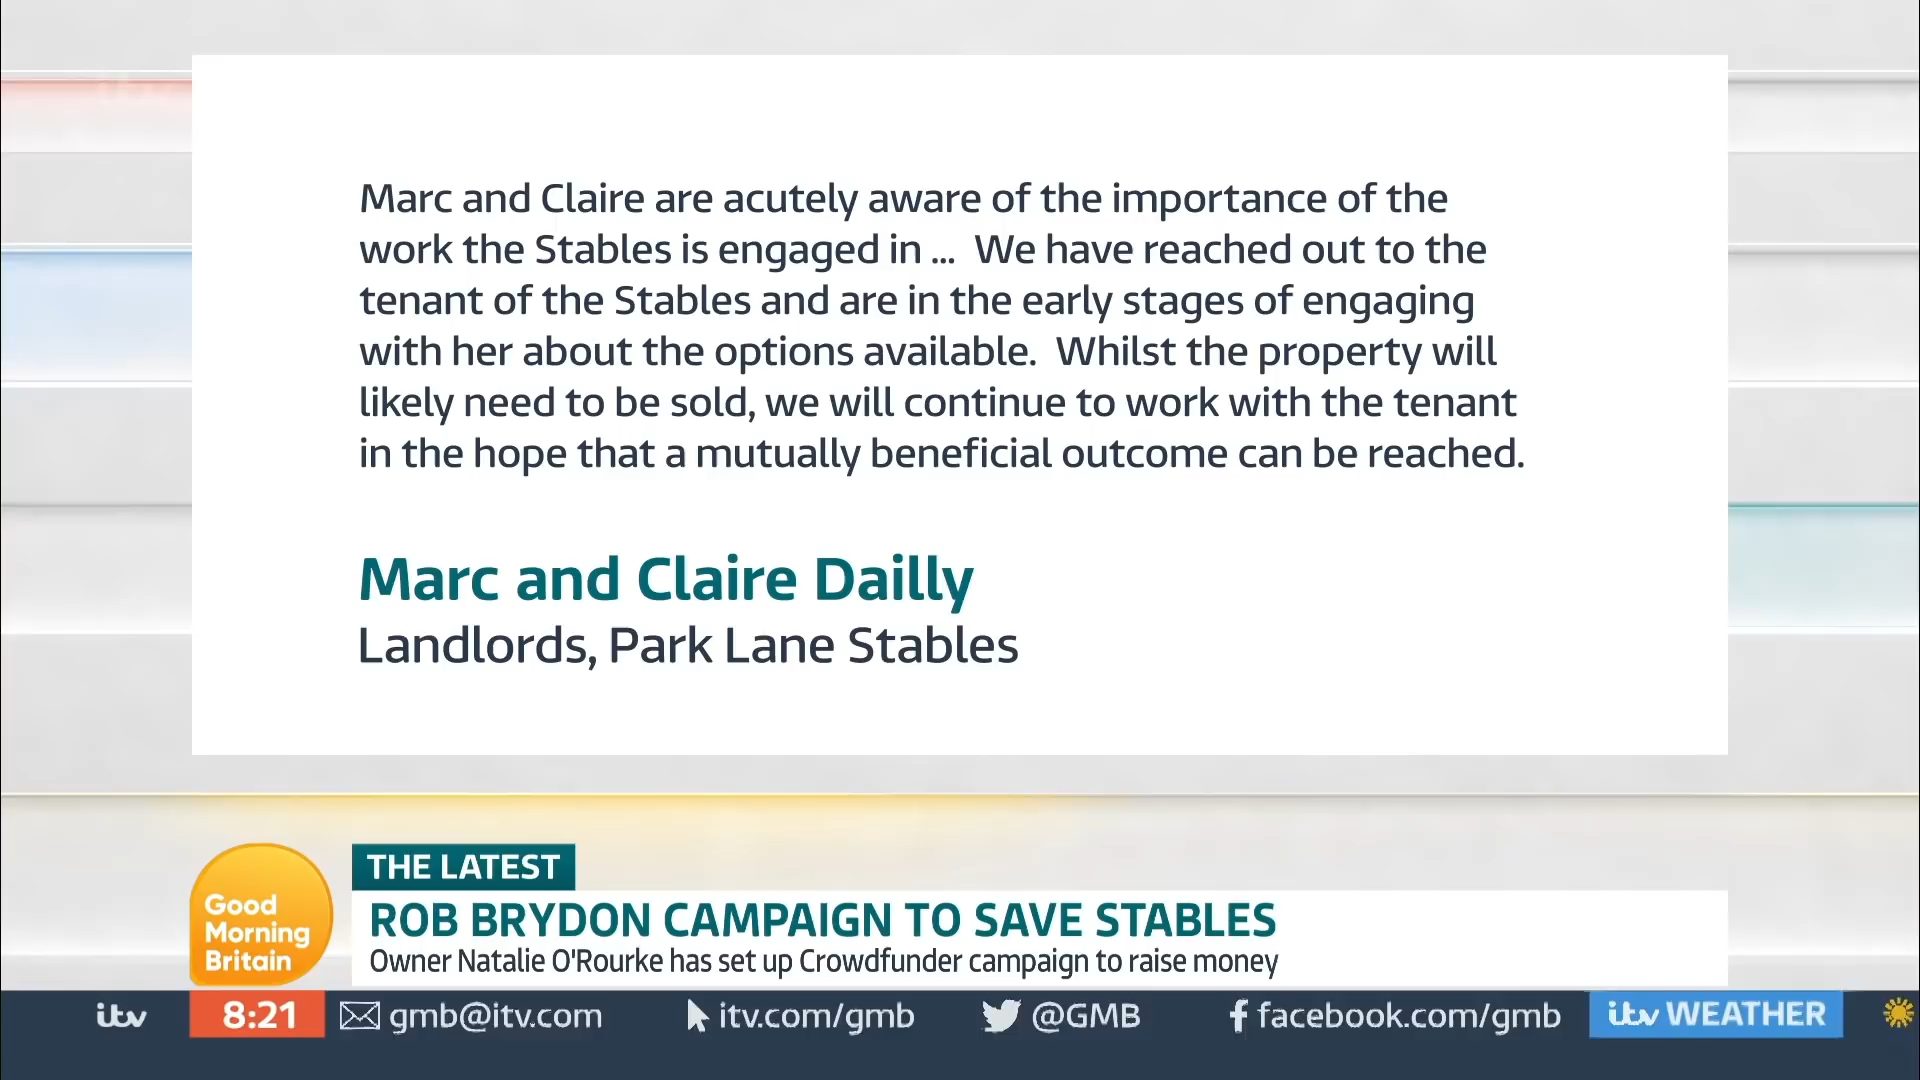 Marc and Claire are acutely aware of the importance of the
work the Stables is engaged in ... We have reached out to the
tenant of the Stables and are in the early stages of engaging
with her about the options available. Whilst the property will
likely need to be sold, we will continue to work with the tenant
in the hope that a mutually beneficial outcome can be reached.
Marc and Claire Dailly
Landlords, Park Lane Stables
THE LATEST
Good
Morning
Britain
ROB BRYDON CAMPAIGN TO SAVE STABLES
Owner Natalie O'Rourke has set up Crowdfunder campaign to raise money
itv 8:21 gmb@itv.com itv.com/gmb @GMB facebook.com/gmb itv WEATHER